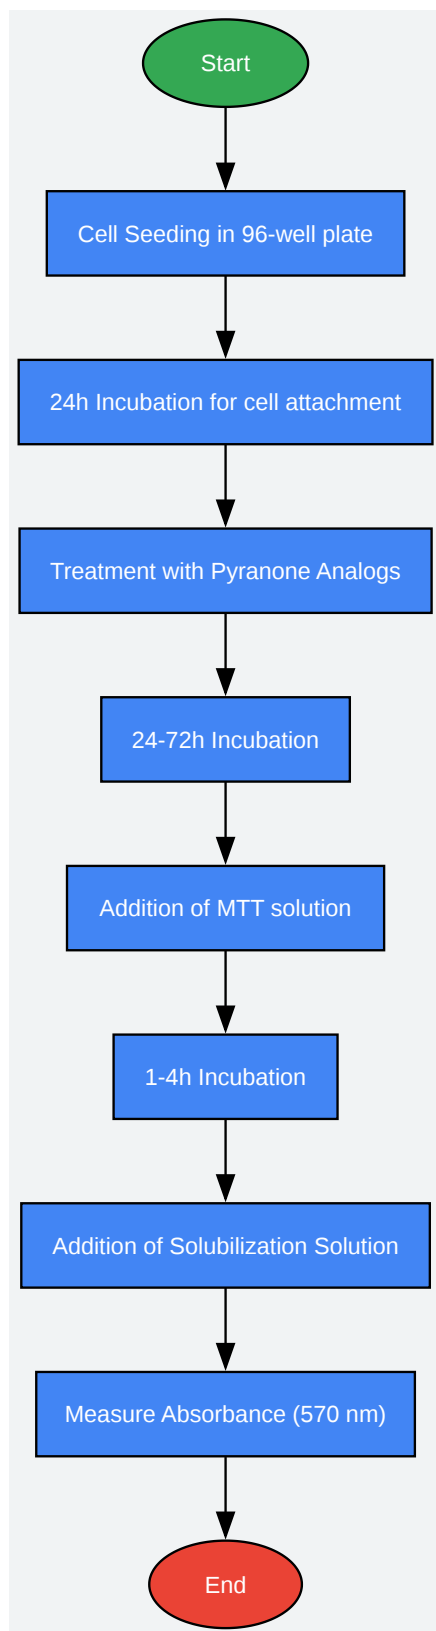 Start
Cell Seeding in 96-well plate
24h Incubation for cell attachment
Treatment with Pyranone Analogs
24-72h Incubation
Addition of MTT solution
1-4h Incubation
Addition of Solubilization Solution
Measure Absorbance (570 nm)
End